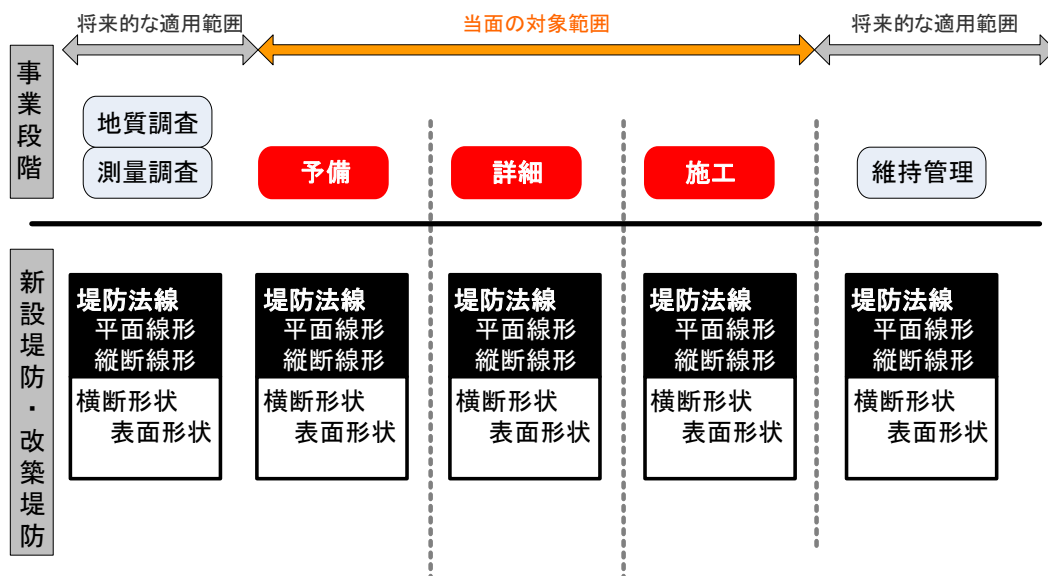 将来的な適用範囲
当面の対象範囲
将来的な適用範囲
事業段階
地質調査
測量調査
予備
詳細
施工
維持管理
新設堤防・改築堤防
堤防法線
平面線形
縦断線形
横断形状
表面形状
堤防法線
平面線形
縦断線形
横断形状
表面形状
堤防法線
平面線形
縦断線形
横断形状
表面形状
堤防法線
平面線形
縦断線形
横断形状
表面形状
堤防法線
平面線形
縦断線形
横断形状
表面形状